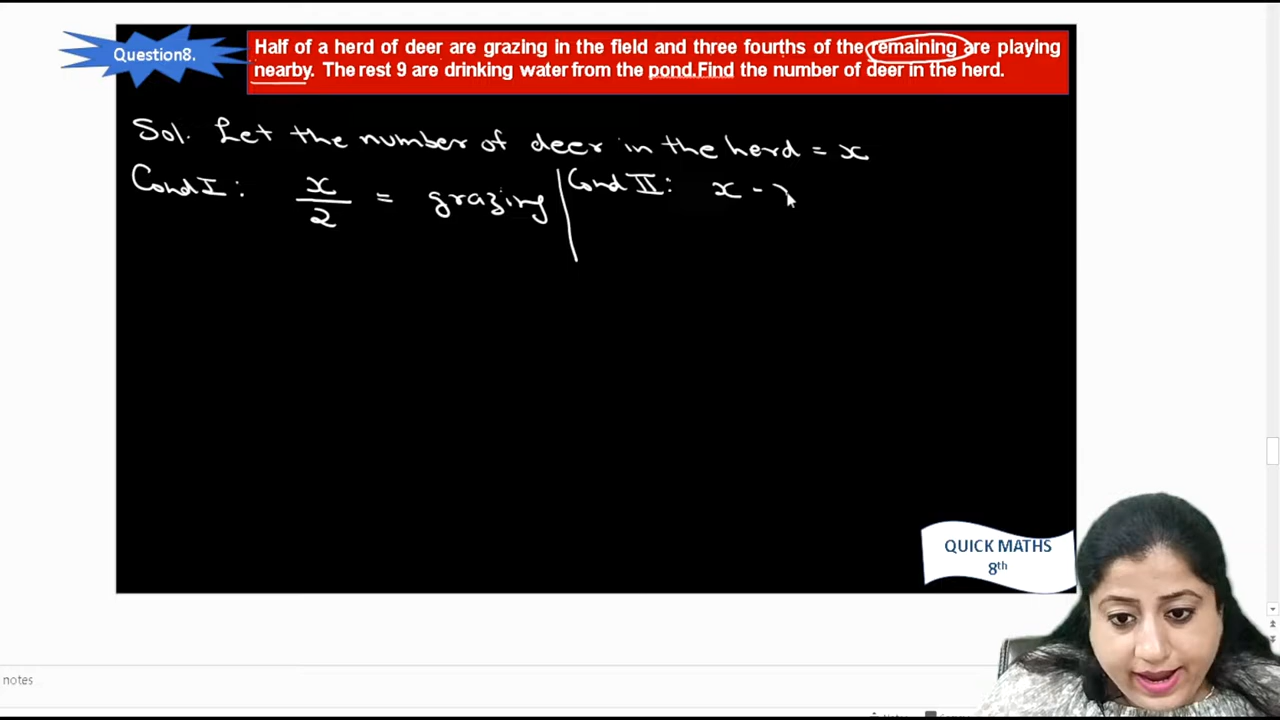 Question8.
Half of a herd of deer are grazing in the field and three fourths of the remaining are playing
nearby. The rest 9 are drinking water from the pond.Find the number of deer in the herd.
Sol. Let the number of deer in the herd = x
Cond I : x/2 = grazing
Cond II : x -
QUICK MATHS
8th
notes